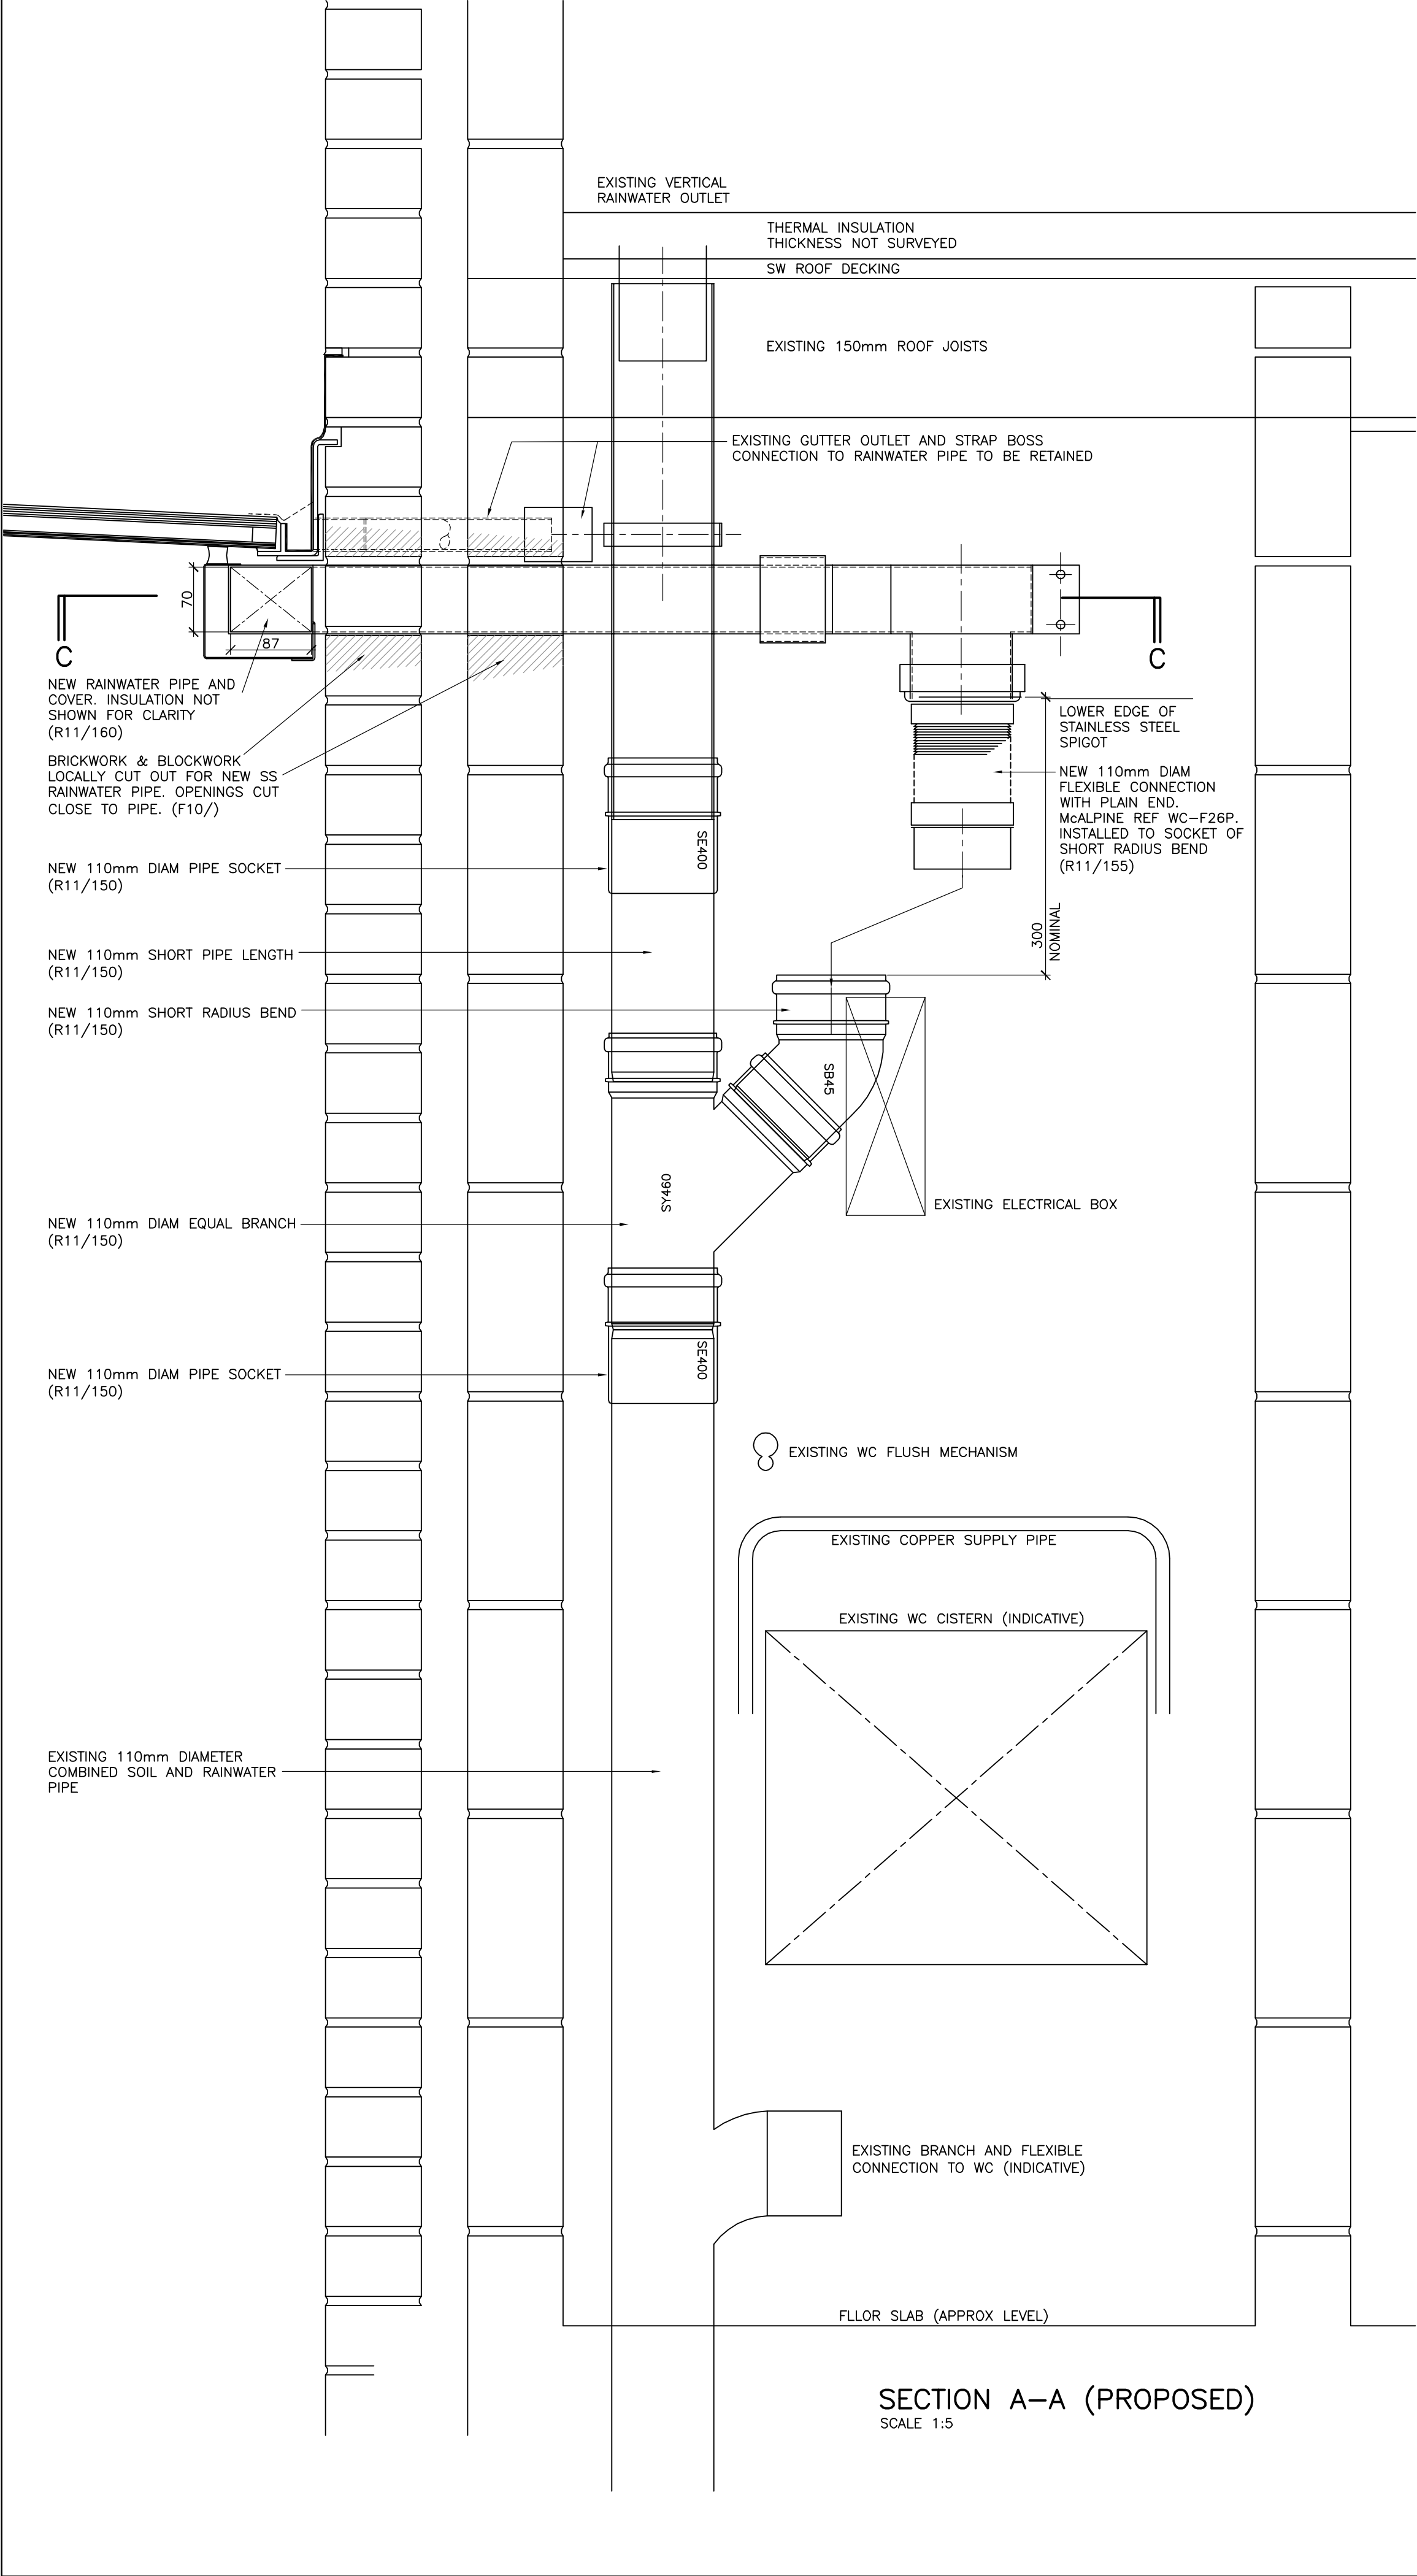 EXISTING VERTICAL
RAINWATER OUTLET
THERMAL INSULATION
THICKNESS NOT SURVEYED
SW ROOF DECKING
EXISTING 150mm ROOF JOISTS
EXISTING GUTTER OUTLET AND STRAP BOSS
CONNECTION TO RAINWATER PIPE TO BE RETAINED
70
87
C
C
NEW RAINWATER PIPE AND
COVER. INSULATION NOT
SHOWN FOR CLARITY
(R11/160)
LOWER EDGE OF
STAINLESS STEEL
SPIGOT
BRICKWORK & BLOCKWORK
LOCALLY CUT OUT FOR NEW SS
RAINWATER PIPE. OPENINGS CUT
CLOSE TO PIPE. (F10/)
NEW 110mm DIAM
FLEXIBLE CONNECTION
WITH PLAIN END.
McALPINE REF WC-F26P.
INSTALLED TO SOCKET OF
SHORT RADIUS BEND
(R11/155)
SE400
NEW 110mm DIAM PIPE SOCKET
(R11/150)
300
NOMINAL
NEW 110mm SHORT PIPE LENGTH
(R11/150)
NEW 110mm SHORT RADIUS BEND
(R11/150)
SB45
SY460
EXISTING ELECTRICAL BOX
NEW 110mm DIAM EQUAL BRANCH
(R11/150)
SE400
NEW 110mm DIAM PIPE SOCKET
(R11/150)
EXISTING WC FLUSH MECHANISM
EXISTING COPPER SUPPLY PIPE
EXISTING WC CISTERN (INDICATIVE)
EXISTING 110mm DIAMETER
COMBINED SOIL AND RAINWATER
PIPE
EXISTING BRANCH AND FLEXIBLE
CONNECTION TO WC (INDICATIVE)
FLLOR SLAB (APPROX LEVEL)
SECTION A-A (PROPOSED)
SCALE 1:5